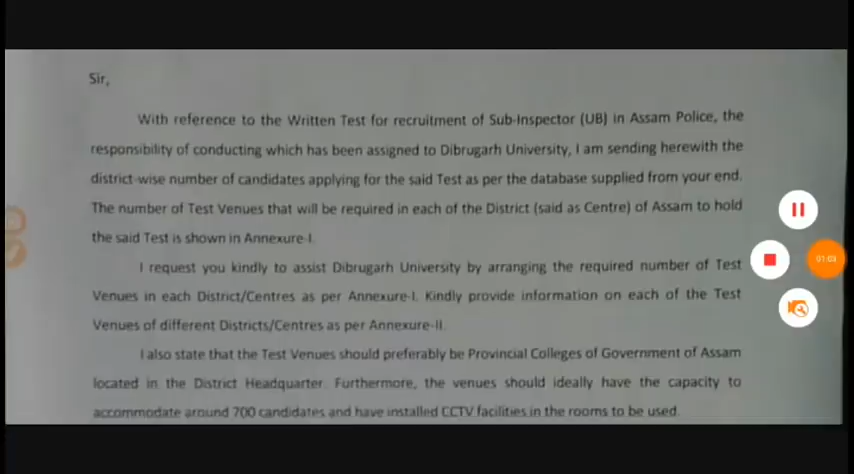 Sir,
With reference to the Written Test for recruitment of Sub-Inspector (UB) in Assam Police, the
responsibility of conducting which has been assigned to Dibrugarh University, I am sending herewith the
district-wise number of candidates applying for the said Test as per the database supplied from your end.
The number of Test Venues that will be required in each of the District (said as Centre) of Assam to hold
the said Test is shown in Annexure-I.
I request you kindly to assist Dibrugarh University by arranging the required number of Test
Venues in each District/Centres as per Annexure-I. Kindly provide information on each of the Test
Venues of different Districts/Centres as per Annexure-II.
I also state that the Test Venues should preferably be Provincial Colleges of Government of Assam
located in the District Headquarter. Furthermore, the venues should ideally have the capacity to
accommodate around 700 candidates and have installed CCTV facilities in the rooms to be used.
01:03